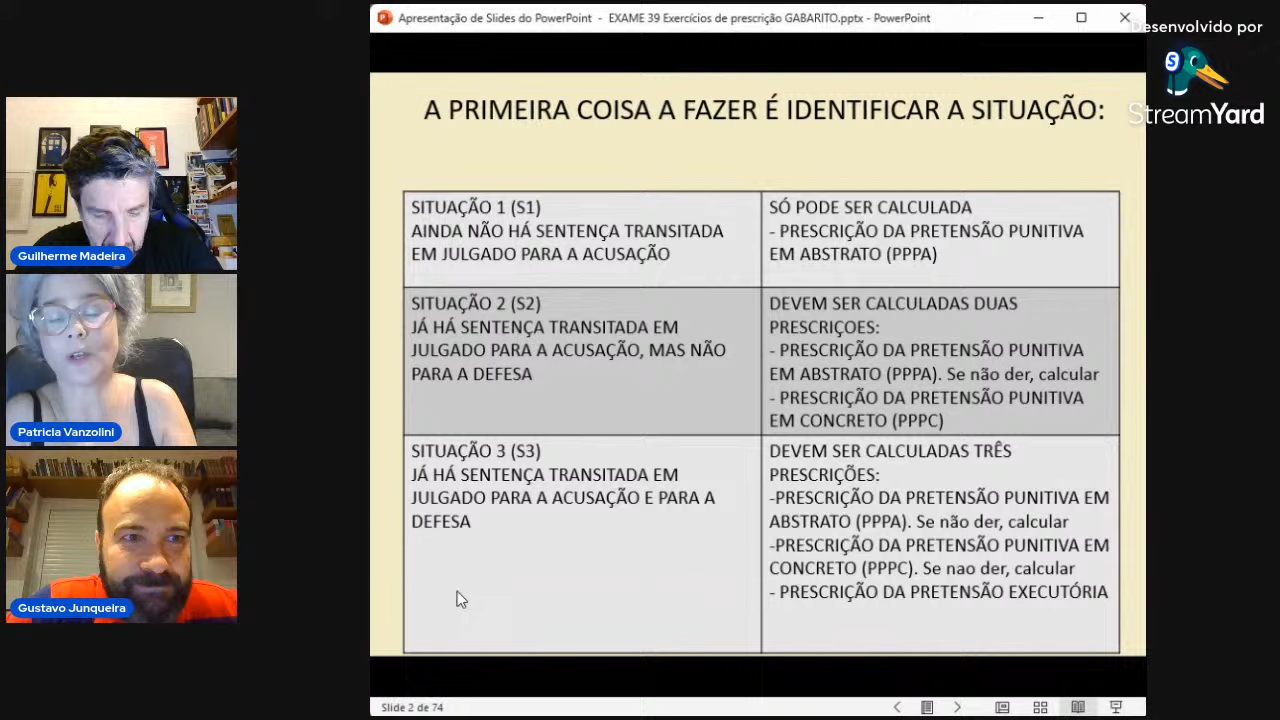 Apresentação de Slides do PowerPoint - EXAME 39 Exercícios de prescrição GABARITO.pptx - PowerPoint
Desenvolvido por
S
StreamYard
A PRIMEIRA COISA A FAZER É IDENTIFICAR A SITUAÇÃO:
SITUAÇÃO 1 (S1)
AINDA NÃO HÁ SENTENÇA TRANSITADA
EM JULGADO PARA A ACUSAÇÃO
SÓ PODE SER CALCULADA
- PRESCRIÇÃO DA PRETENSÃO PUNITIVA
EM ABSTRATO (PPPA)
SITUAÇÃO 2 (S2)
JÁ HÁ SENTENÇA TRANSITADA EM
JULGADO PARA A ACUSAÇÃO, MAS NÃO
PARA A DEFESA
DEVEM SER CALCULADAS DUAS
PRESCRIÇOES:
- PRESCRIÇÃO DA PRETENSÃO PUNITIVA
EM ABSTRATO (PPPA). Se não der, calcular
- PRESCRIÇÃO DA PRETENSÃO PUNITIVA
EM CONCRETO (PPPC)
SITUAÇÃO 3 (S3)
JÁ HÁ SENTENÇA TRANSITADA EM
JULGADO PARA A ACUSAÇÃO E PARA A
DEFESA
DEVEM SER CALCULADAS TRÊS
PRESCRIÇÕES:
-PRESCRIÇÃO DA PRETENSÃO PUNITIVA EM
ABSTRATO (PPPA). Se não der, calcular
-PRESCRIÇÃO DA PRETENSÃO PUNITIVA EM
CONCRETO (PPPC). Se nao der, calcular
- PRESCRIÇÃO DA PRETENSÃO EXECUTÓRIA
Guilherme Madeira
Patricia Vanzolini
Gustavo Junqueira
Slide 2 de 74